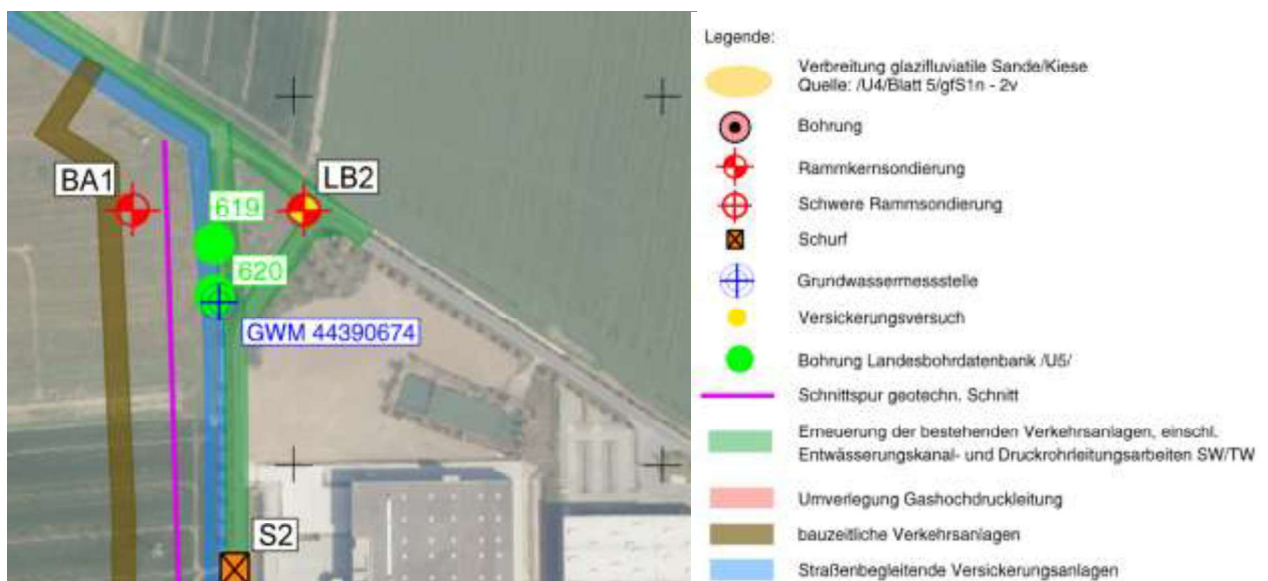 BA1
LB2
619
620
GWM 44390674
S2
Legende:
Verbreitung glazifluviatile Sande/Kiese
Quelle: /U4/Blatt 5/gfS1n - 2v
Bohrung
Rammkernsondierung
Schwere Rammsondierung
Schurf
Grundwassermessstelle
Versickerungsversuch
Bohrung Landesbohrdatenbank /U5/
Schnittspur geotechn. Schnitt
Erneuerung der bestehenden Verkehrsanlagen, einschl.
Entwässerungskanal- und Druckrohrleitungsarbeiten SW/TW
Umverlegung Gashochdruckleitung
bauzeitliche Verkehrsanlagen
Straßenbegleitende Versickerungsanlagen